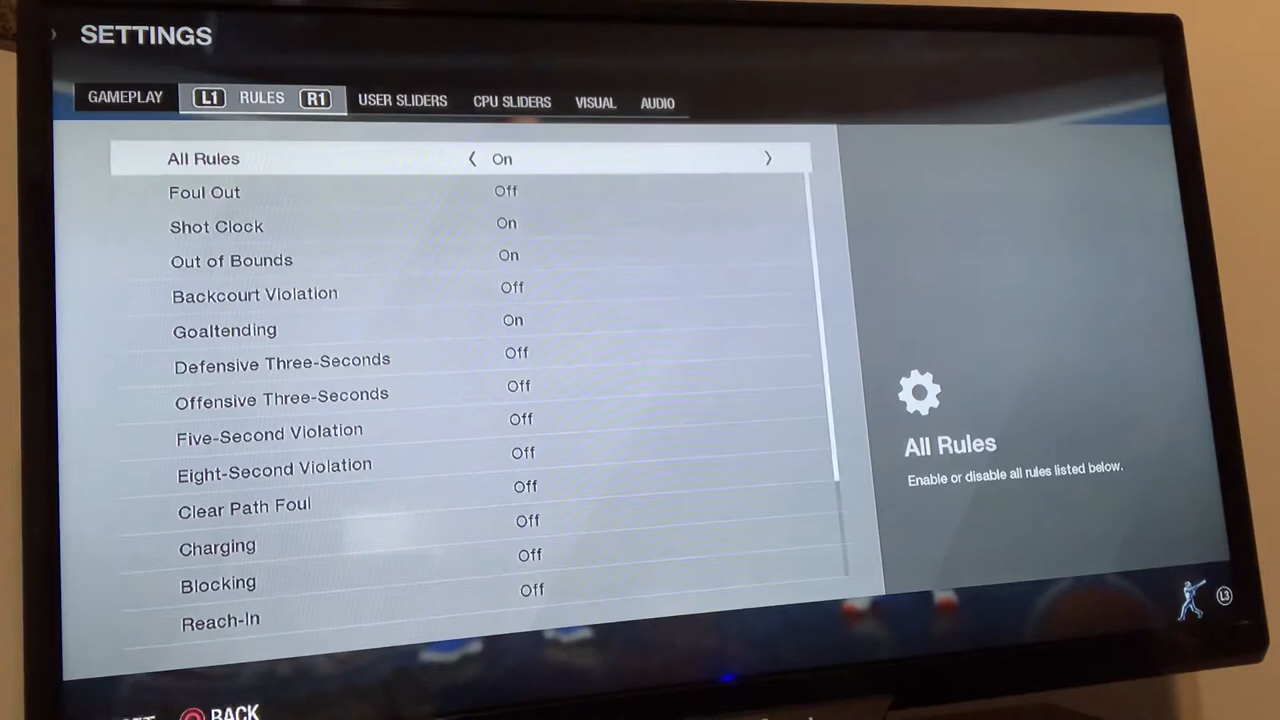 SETTINGS
GAMEPLAY L1 RULES R1 USER SLIDERS CPU SLIDERS VISUAL AUDIO
All Rules On
Foul Out Off
Shot Clock On
Out of Bounds On
Backcourt Violation Off
Goaltending On
Defensive Three-Seconds Off
Offensive Three-Seconds Off
Five-Second Violation Off
Eight-Second Violation Off
Clear Path Foul Off
Charging Off
Blocking Off
Reach-In Off
All Rules
Enable or disable all rules listed below.
L3
BACK